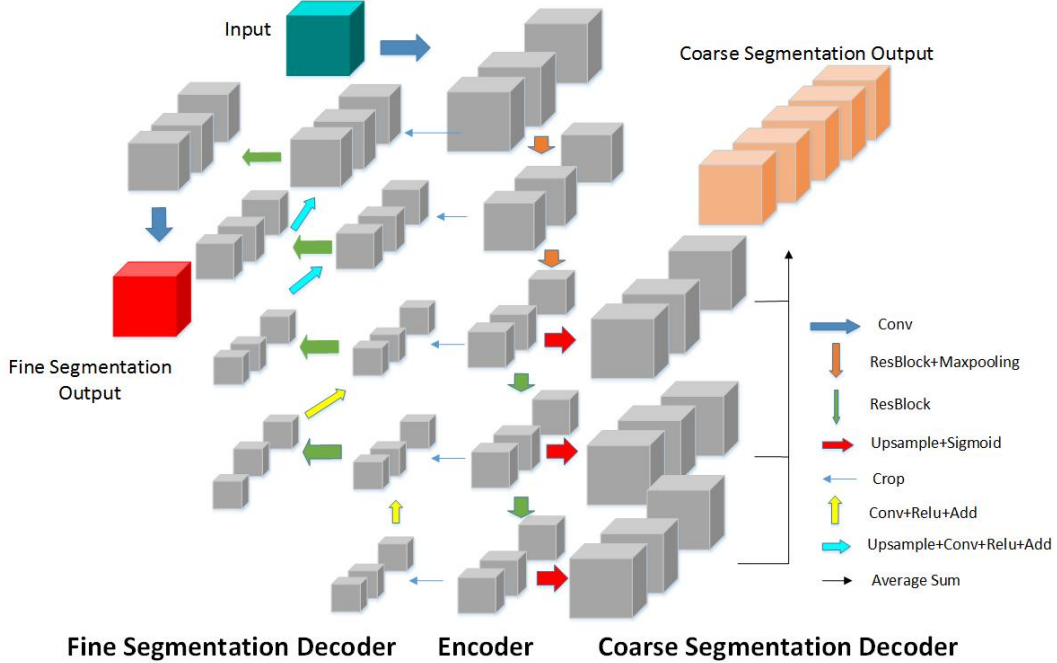 Input
Coarse Segmentation Output
Fine Segmentation
Output
Conv
ResBlock+Maxpooling
ResBlock
Upsample+Sigmoid
Crop
Conv+Relu+Add
Upsample+Conv+Relu+Add
Average Sum
Fine Segmentation Decoder
Encoder
Coarse Segmentation Decoder